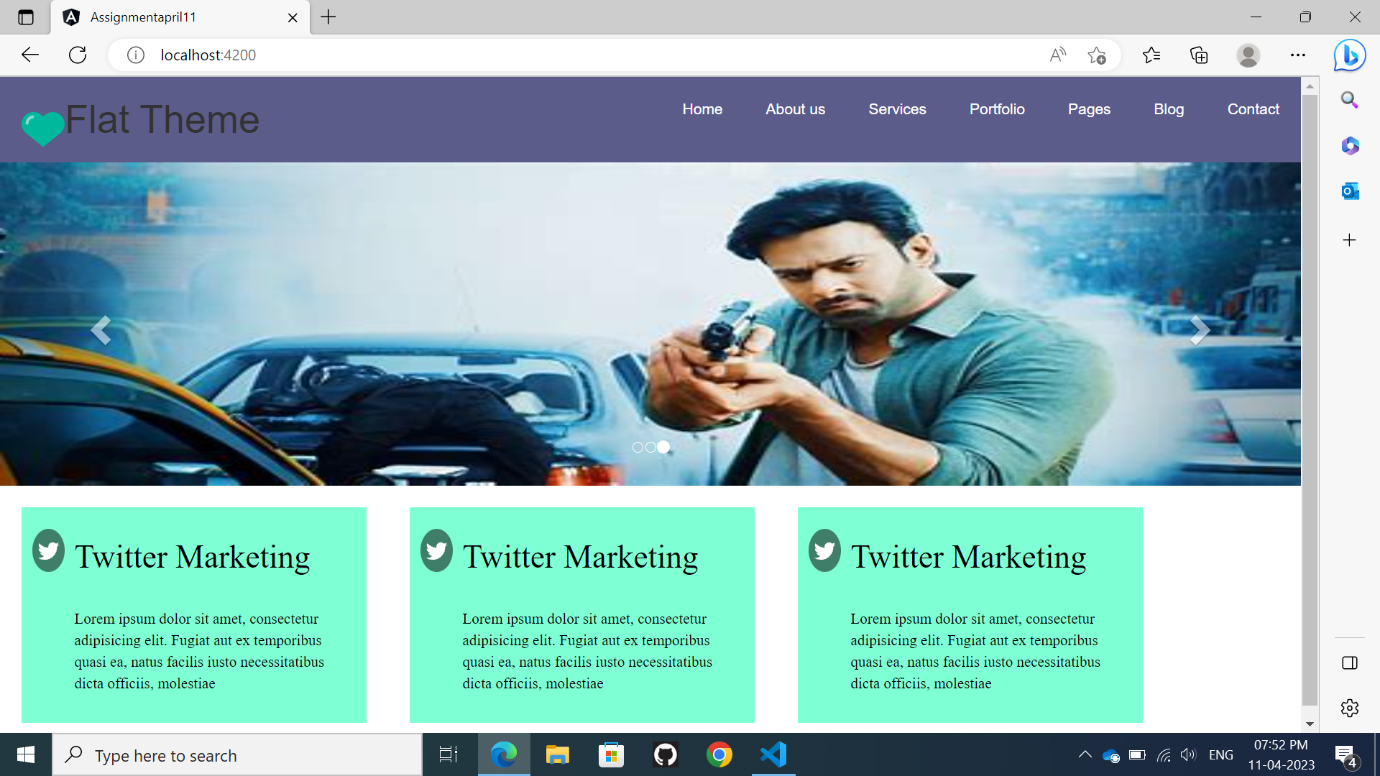 Assignmentapril11
localhost:4200
Flat Theme
Home About us Services Portfolio Pages Blog Contact
Twitter Marketing
Lorem ipsum dolor sit amet, consectetur
adipisicing elit. Fugiat aut ex temporibus
quasi ea, natus facilis iusto necessitatibus
dicta officiis, molestiae
Twitter Marketing
Lorem ipsum dolor sit amet, consectetur
adipisicing elit. Fugiat aut ex temporibus
quasi ea, natus facilis iusto necessitatibus
dicta officiis, molestiae
Twitter Marketing
Lorem ipsum dolor sit amet, consectetur
adipisicing elit. Fugiat aut ex temporibus
quasi ea, natus facilis iusto necessitatibus
dicta officiis, molestiae
Type here to search
ENG
07:52 PM
11-04-2023
4